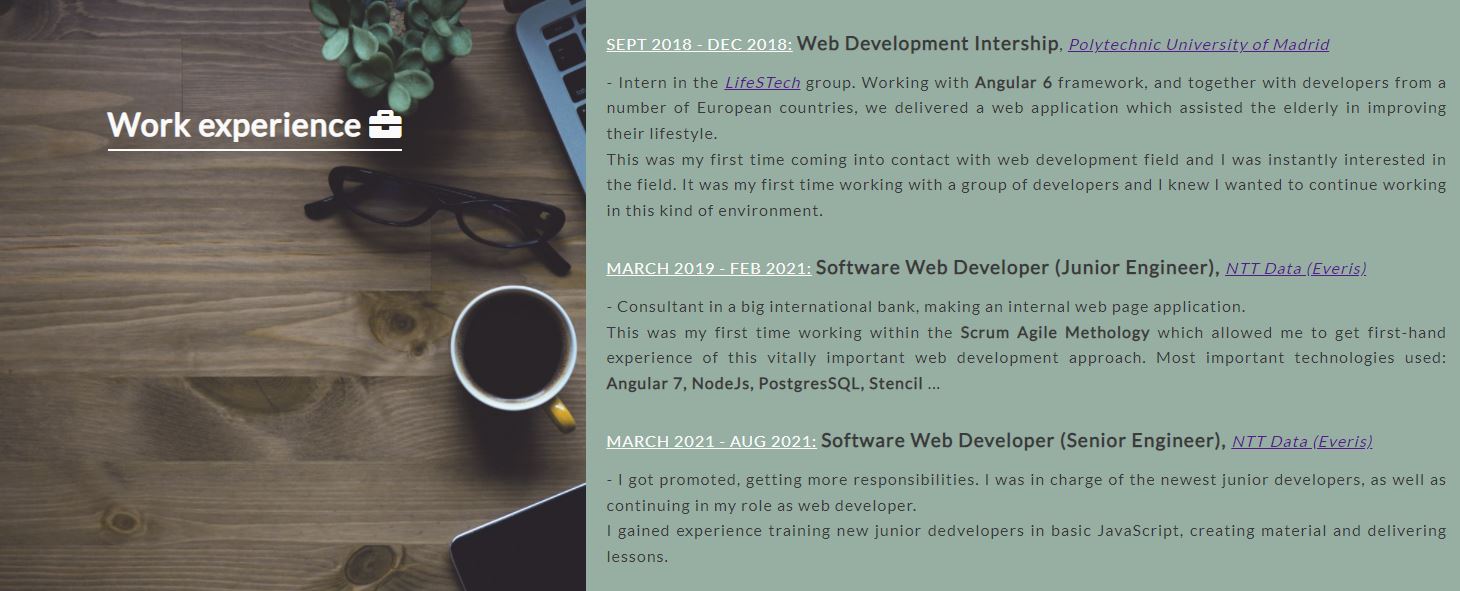 Work experience
SEPT 2018 - DEC 2018: Web Development Intership, Polytechnic University of Madrid
- Intern in the LifeSTech group. Working with Angular 6 framework, and together with developers from a
number of European countries, we delivered a web application which assisted the elderly in improving
their lifestyle.
This was my first time coming into contact with web development field and I was instantly interested in
the field. It was my first time working with a group of developers and I knew I wanted to continue working
in this kind of environment.
MARCH 2019 - FEB 2021: Software Web Developer (Junior Engineer), NTT Data (Everis)
- Consultant in a big international bank, making an internal web page application.
This was my first time working within the Scrum Agile Methology which allowed me to get first-hand
experience of this vitally important web development approach. Most important technologies used:
Angular 7, NodeJs, PostgresSQL, Stencil ...
MARCH 2021 - AUG 2021: Software Web Developer (Senior Engineer), NTT Data (Everis)
- I got promoted, getting more responsibilities. I was in charge of the newest junior developers, as well as
continuing in my role as web developer.
I gained experience training new junior dedvelopers in basic JavaScript, creating material and delivering
lessons.